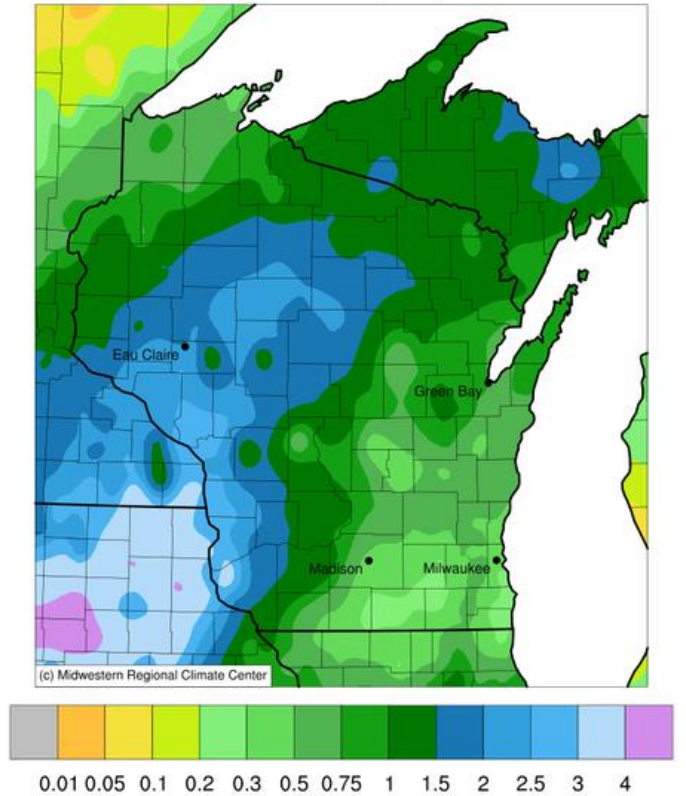 Eau Claire
Green Bay
Madison
Milwaukee
(c) Midwestern Regional Climate Center
0.01 0.05 0.1 0.2 0.3 0.5 0.75 1 1.5 2 2.5 3 4